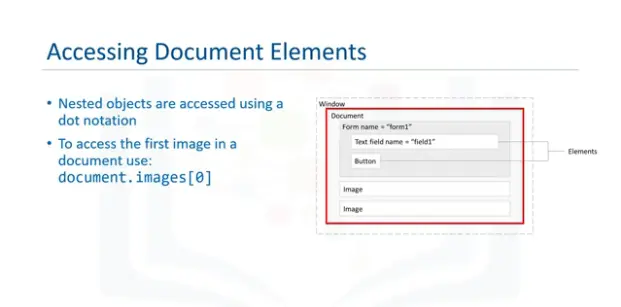 Accessing Document Elements
• Nested objects are accessed using a
dot notation
• To access the first image in a
document use:
document.images[0]
Window
Document
Form name = "form1"
Text field name = "field1"
Elements
Button
Image
Image